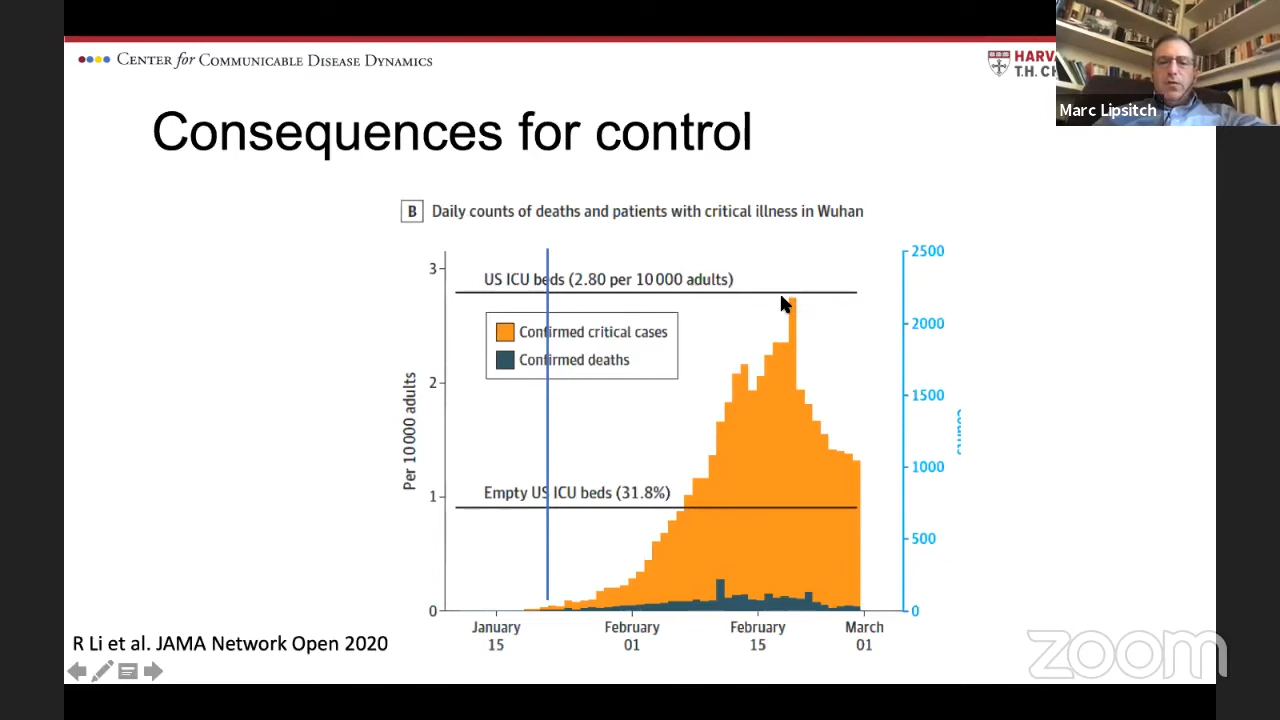 CENTER for COMMUNICABLE DISEASE DYNAMICS
HARV
T.H. CH
Marc Lipsitch
Consequences for control
B Daily counts of deaths and patients with critical illness in Wuhan
3
2
1
0
Per 10 000 adults
US ICU beds (2.80 per 10 000 adults)
Confirmed critical cases
Confirmed deaths
Empty US ICU beds (31.8%)
2500
2000
1500
1000
500
0
January
15
February
01
February
15
March
01
R Li et al. JAMA Network Open 2020
zoom